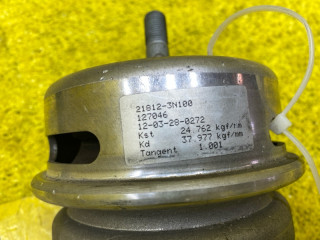 21812-3N100
127046
12-03-28-0272
Kst 24.762 kgf/mm
Kd 37.977 kgf/mm
Tangent 1.001